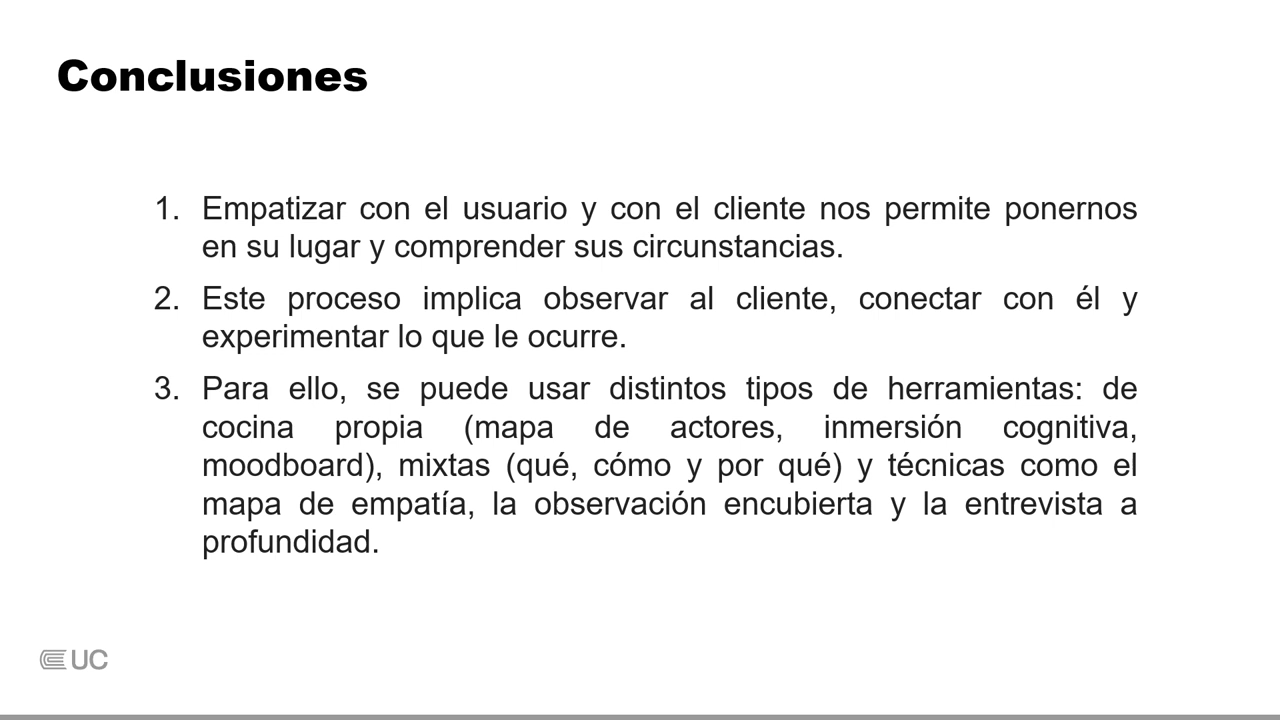 Conclusiones
1. Empatizar con el usuario y con el cliente nos permite ponernos
en su lugar y comprender sus circunstancias.
2. Este proceso implica observar al cliente, conectar con él y
experimentar lo que le ocurre.
3. Para ello, se puede usar distintos tipos de herramientas: de
cocina propia (mapa de actores, inmersión cognitiva,
moodboard), mixtas (qué, cómo y por qué) y técnicas como el
mapa de empatía, la observación encubierta y la entrevista a
profundidad.
UC